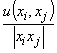 u(x_i, x_j)
|x_i x_j|